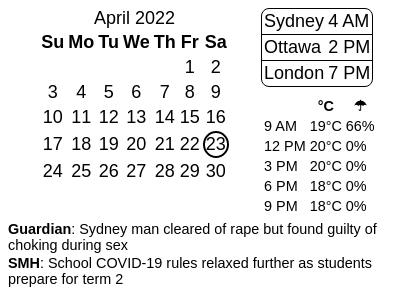 April 2022
Su Mo Tu We Th Fr Sa
1 2
3 4 5 6 7 8 9
10 11 12 13 14 15 16
17 18 19 20 21 22 23
24 25 26 27 28 29 30
Sydney 4 AM
Ottawa 2 PM
London 7 PM
°C ☂
9 AM 19°C 66%
12 PM 20°C 0%
3 PM 20°C 0%
6 PM 18°C 0%
9 PM 18°C 0%
Guardian: Sydney man cleared of rape but found guilty of
choking during sex
SMH: School COVID-19 rules relaxed further as students
prepare for term 2